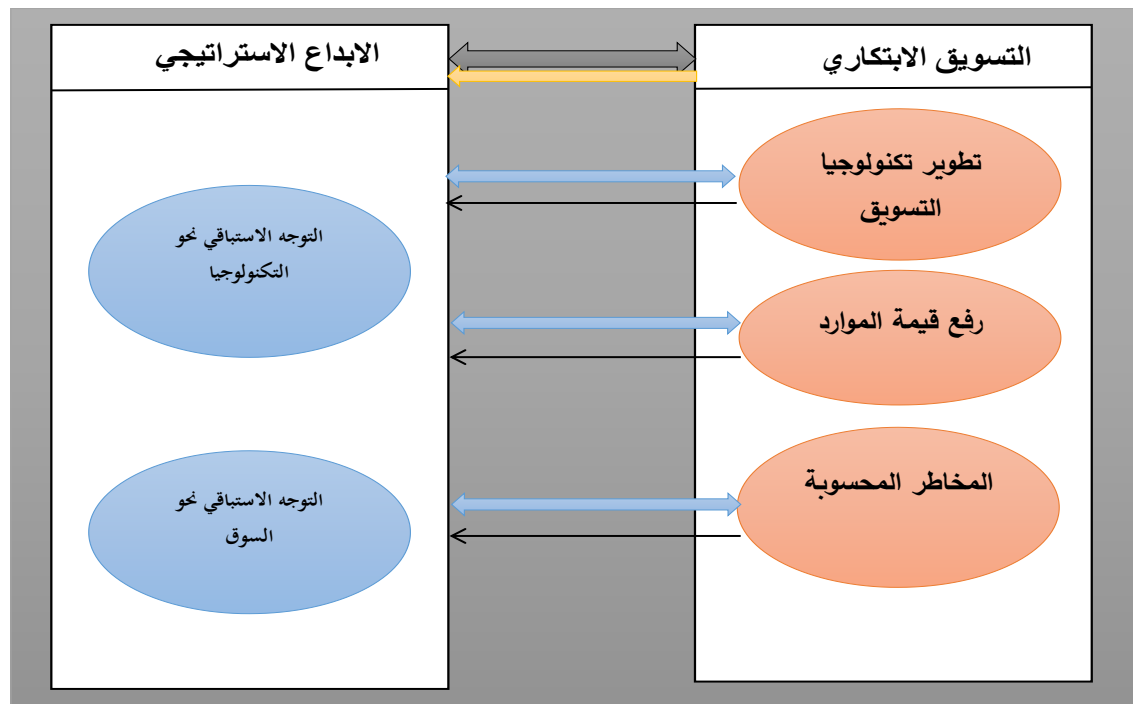 التسويق الابتكاري
الابداع الاستراتيجي
تطوير تكنولوجيا
التسويق
رفع قيمة الموارد
المخاطر المحسوبة
التوجه الاستباقي نحو
التكنولوجيا
التوجه الاستباقي نحو
السوق